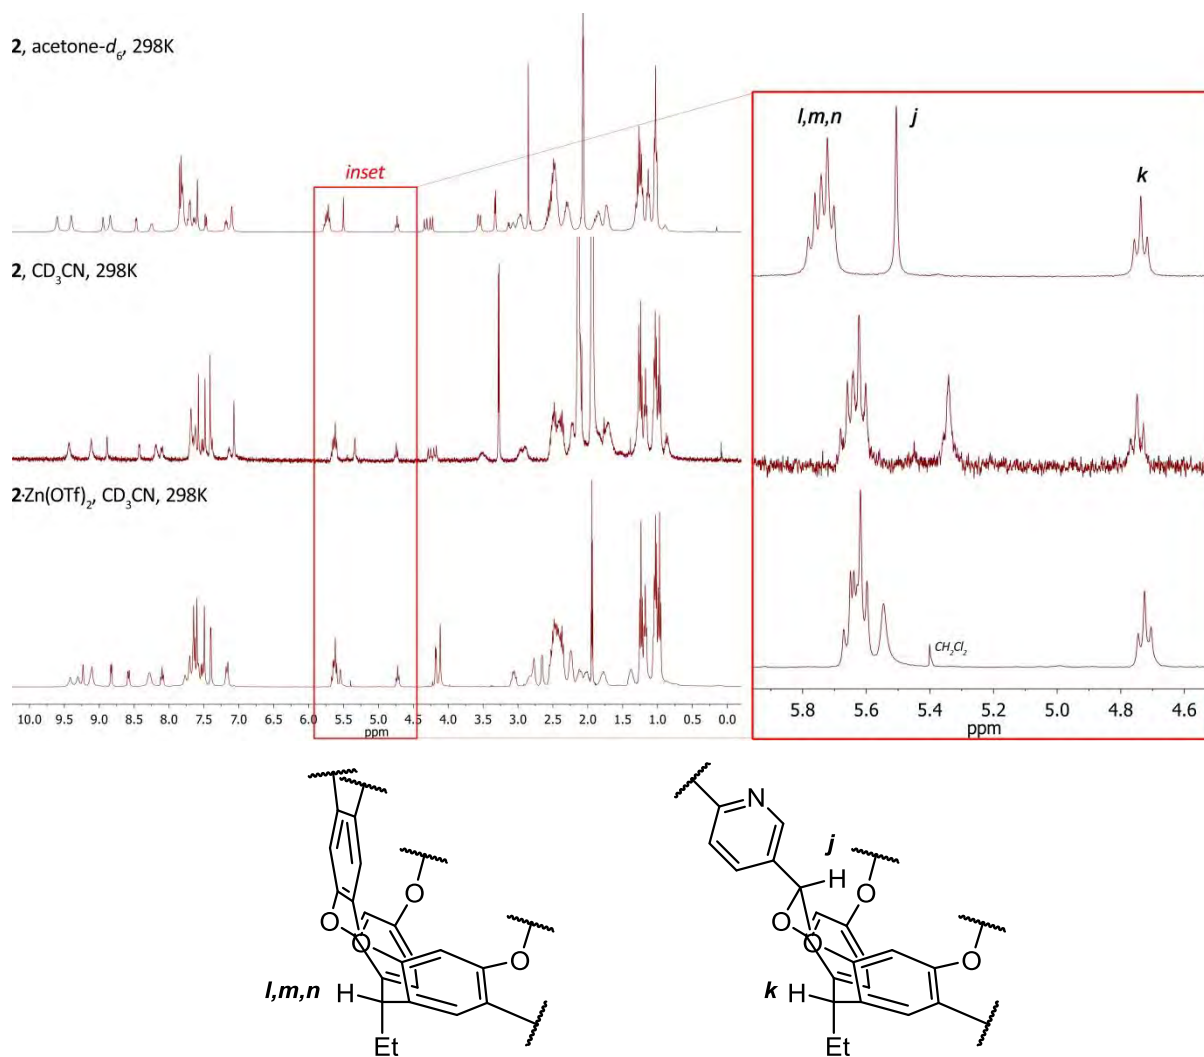 2, acetone-d6, 298K
inset
l,m,n
j
k
2, CD3CN, 298K
2·Zn(OTf)2, CD3CN, 298K
CH2Cl2
10.0 9.5 9.0 8.5 8.0 7.5 7.0 6.5 6.0 5.5 5.0 4.5 4.0 3.5 3.0 2.5 2.0 1.5 1.0 0.5 0.0
ppm
5.8 5.6 5.4 5.2 5.0 4.8 4.6
ppm
N
j
H
O
O
O
O
O
O
O
O
l,m,n H
k H
Et
Et